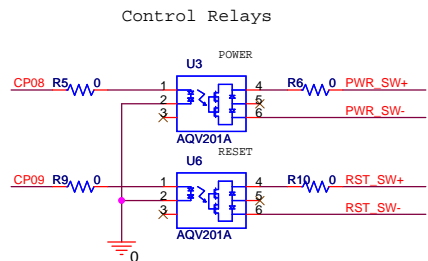 Control Relays
U3 POWER
CP08 R5 0 1 4 R6 0 PWR_SW+
2 5
3 6 PWR_SW-
AQV201A
U6 RESET
CP09 R9 0 1 4 R10 0 RST_SW+
2 5
3 6 RST_SW-
AQV201A
0